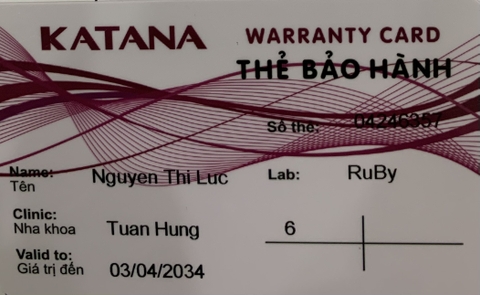 KATANA WARRANTY CARD
THẺ BẢO HÀNH
Số thẻ: 04246357
Name: Nguyen Thi Luc Lab: RuBy
Tên
Clinic: Tuan Hung 6
Nha khoa
Valid to:
Giá trị đến 03/04/2034